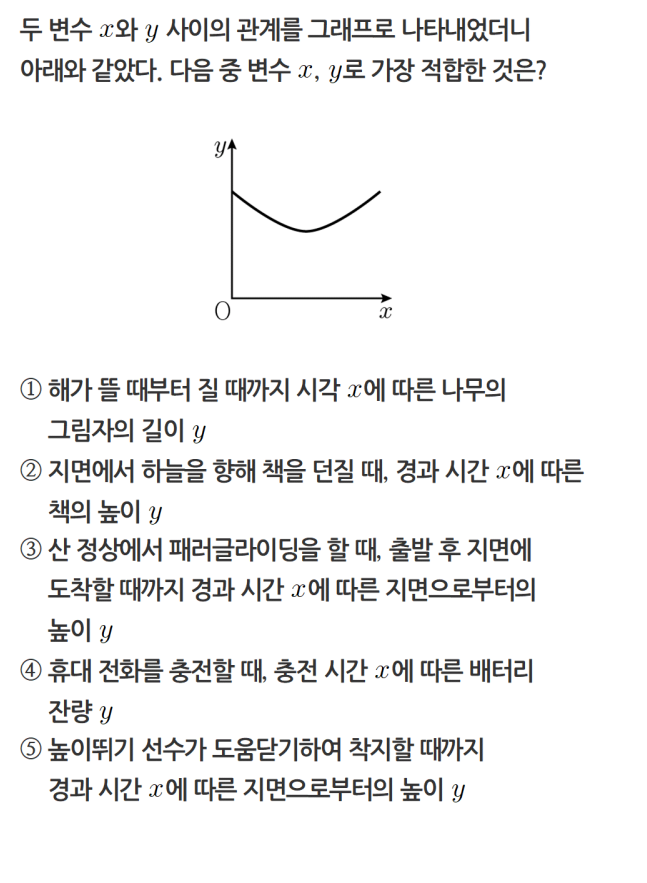 두 변수 x와 y 사이의 관계를 그래프로 나타내었더니
아래와 같았다. 다음 중 변수 x, y로 가장 적합한 것은?
y
O
x
① 해가 뜰 때부터 질 때까지 시각 x에 따른 나무의
그림자의 길이 y
② 지면에서 하늘을 향해 책을 던질 때, 경과 시간 x에 따른
책의 높이 y
③ 산 정상에서 패러글라이딩을 할 때, 출발 후 지면에
도착할 때까지 경과 시간 x에 따른 지면으로부터의
높이 y
④ 휴대 전화를 충전할 때, 충전 시간 x에 따른 배터리
잔량 y
⑤ 높이뛰기 선수가 도움닫기하여 착지할 때까지
경과 시간 x에 따른 지면으로부터의 높이 y